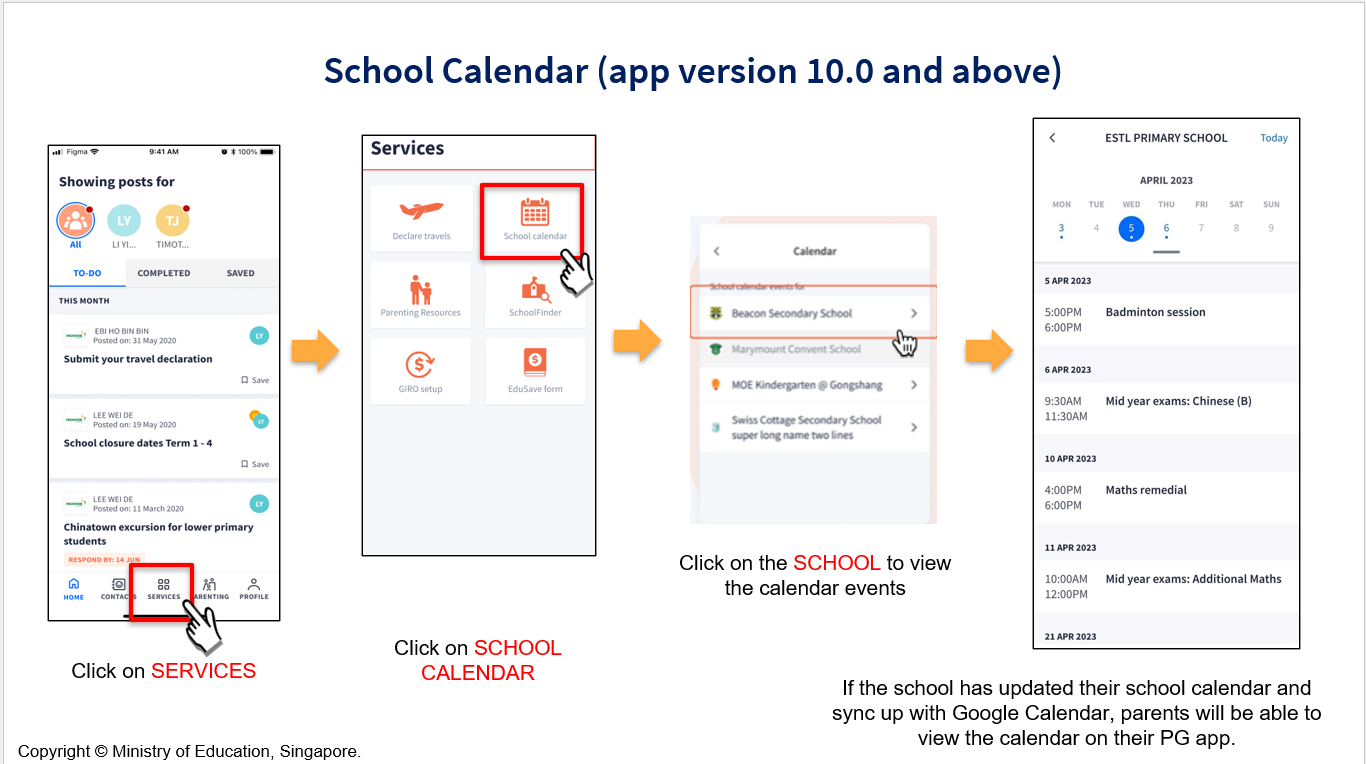 School Calendar (app version 10.0 and above)
Figma 9:41 AM 100%
Showing posts for
LY TJ
All LI YI... TIMOT...
TO-DO COMPLETED SAVED
THIS MONTH
EBI HO BIN BIN
Posted on: 31 May 2020
LY
Submit your travel declaration
Save
LEE WEI DE
Posted on: 19 May 2020
LY
School closure dates Term 1 - 4
Save
LEE WEI DE
Posted on: 11 March 2020
LY
Chinatown excursion for lower primary
students
RESPOND BY: 14 JUN
HOME CONTACTS SERVICES PARENTING PROFILE
Click on SERVICES
Services
Declare travels School calendar
Parenting Resources SchoolFinder
GIRO setup EduSave form
Click on SCHOOL
CALENDAR
Calendar
School calendar events for
Beacon Secondary School
Marymount Convent School
MOE Kindergarten @ Gongshang
Swiss Cottage Secondary School
super long name two lines
Click on the SCHOOL to view
the calendar events
ESTL PRIMARY SCHOOL Today
APRIL 2023
MON TUE WED THU FRI SAT SUN
3 4 5 6 7 8 9
5 APR 2023
5:00PM Badminton session
6:00PM
6 APR 2023
9:30AM Mid year exams: Chinese (B)
11:30AM
10 APR 2023
4:00PM Maths remedial
6:00PM
11 APR 2023
10:00AM Mid year exams: Additional Maths
12:00PM
21 APR 2023
If the school has updated their school calendar and
sync up with Google Calendar, parents will be able to
view the calendar on their PG app.
Copyright © Ministry of Education, Singapore.